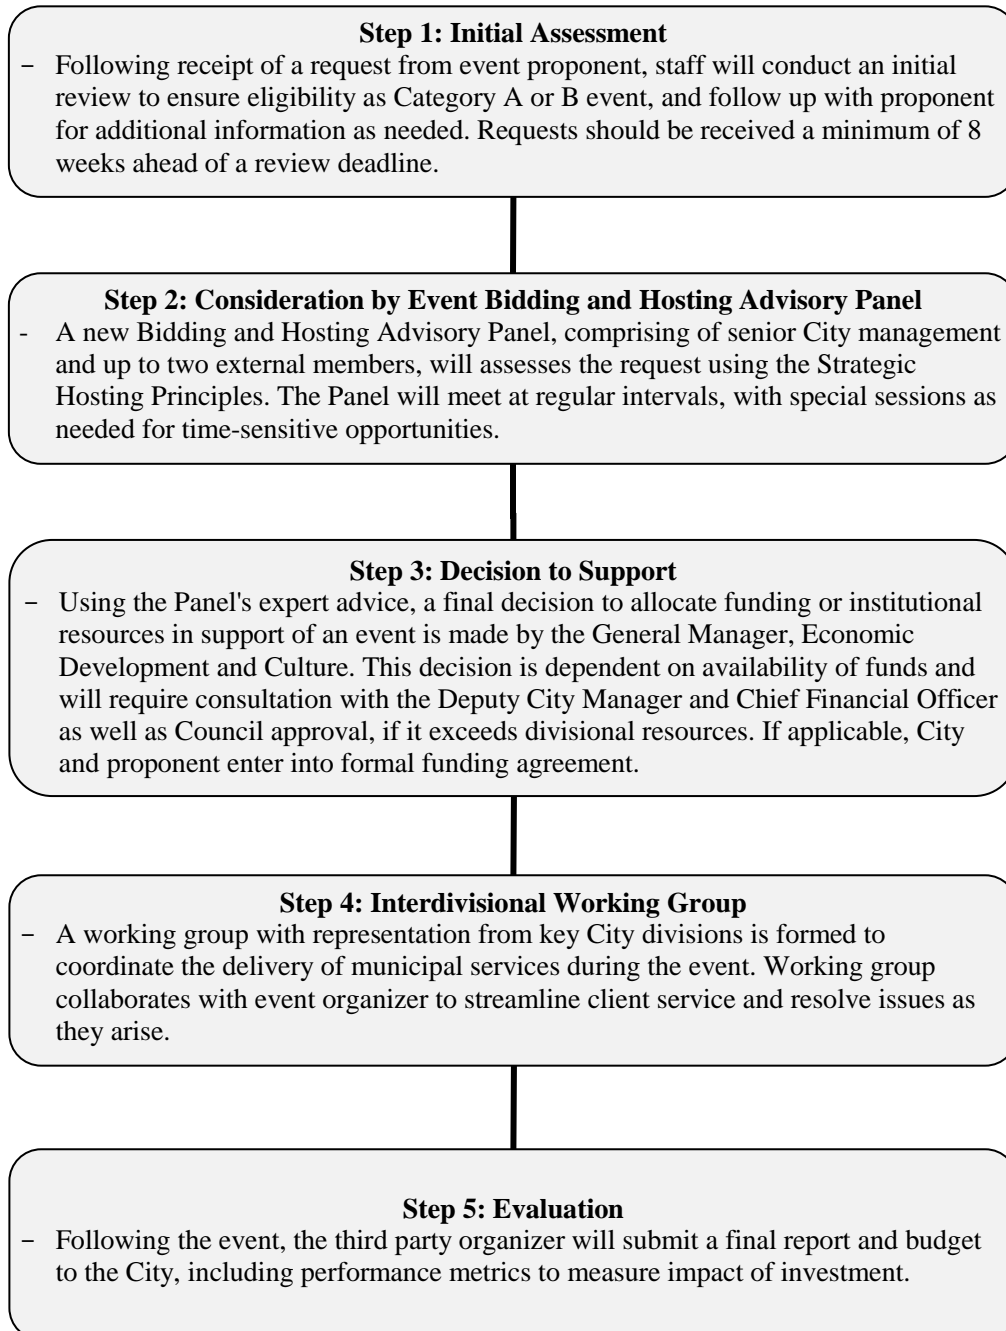 Step 1: Initial Assessment
– Following receipt of a request from event proponent, staff will conduct an initial
review to ensure eligibility as Category A or B event, and follow up with proponent
for additional information as needed. Requests should be received a minimum of 8
weeks ahead of a review deadline.
Step 2: Consideration by Event Bidding and Hosting Advisory Panel
- A new Bidding and Hosting Advisory Panel, comprising of senior City management
and up to two external members, will assesses the request using the Strategic
Hosting Principles. The Panel will meet at regular intervals, with special sessions as
needed for time-sensitive opportunities.
Step 3: Decision to Support
– Using the Panel's expert advice, a final decision to allocate funding or institutional
resources in support of an event is made by the General Manager, Economic
Development and Culture. This decision is dependent on availability of funds and
will require consultation with the Deputy City Manager and Chief Financial Officer
as well as Council approval, if it exceeds divisional resources. If applicable, City
and proponent enter into formal funding agreement.
Step 4: Interdivisional Working Group
– A working group with representation from key City divisions is formed to
coordinate the delivery of municipal services during the event. Working group
collaborates with event organizer to streamline client service and resolve issues as
they arise.
Step 5: Evaluation
– Following the event, the third party organizer will submit a final report and budget
to the City, including performance metrics to measure impact of investment.